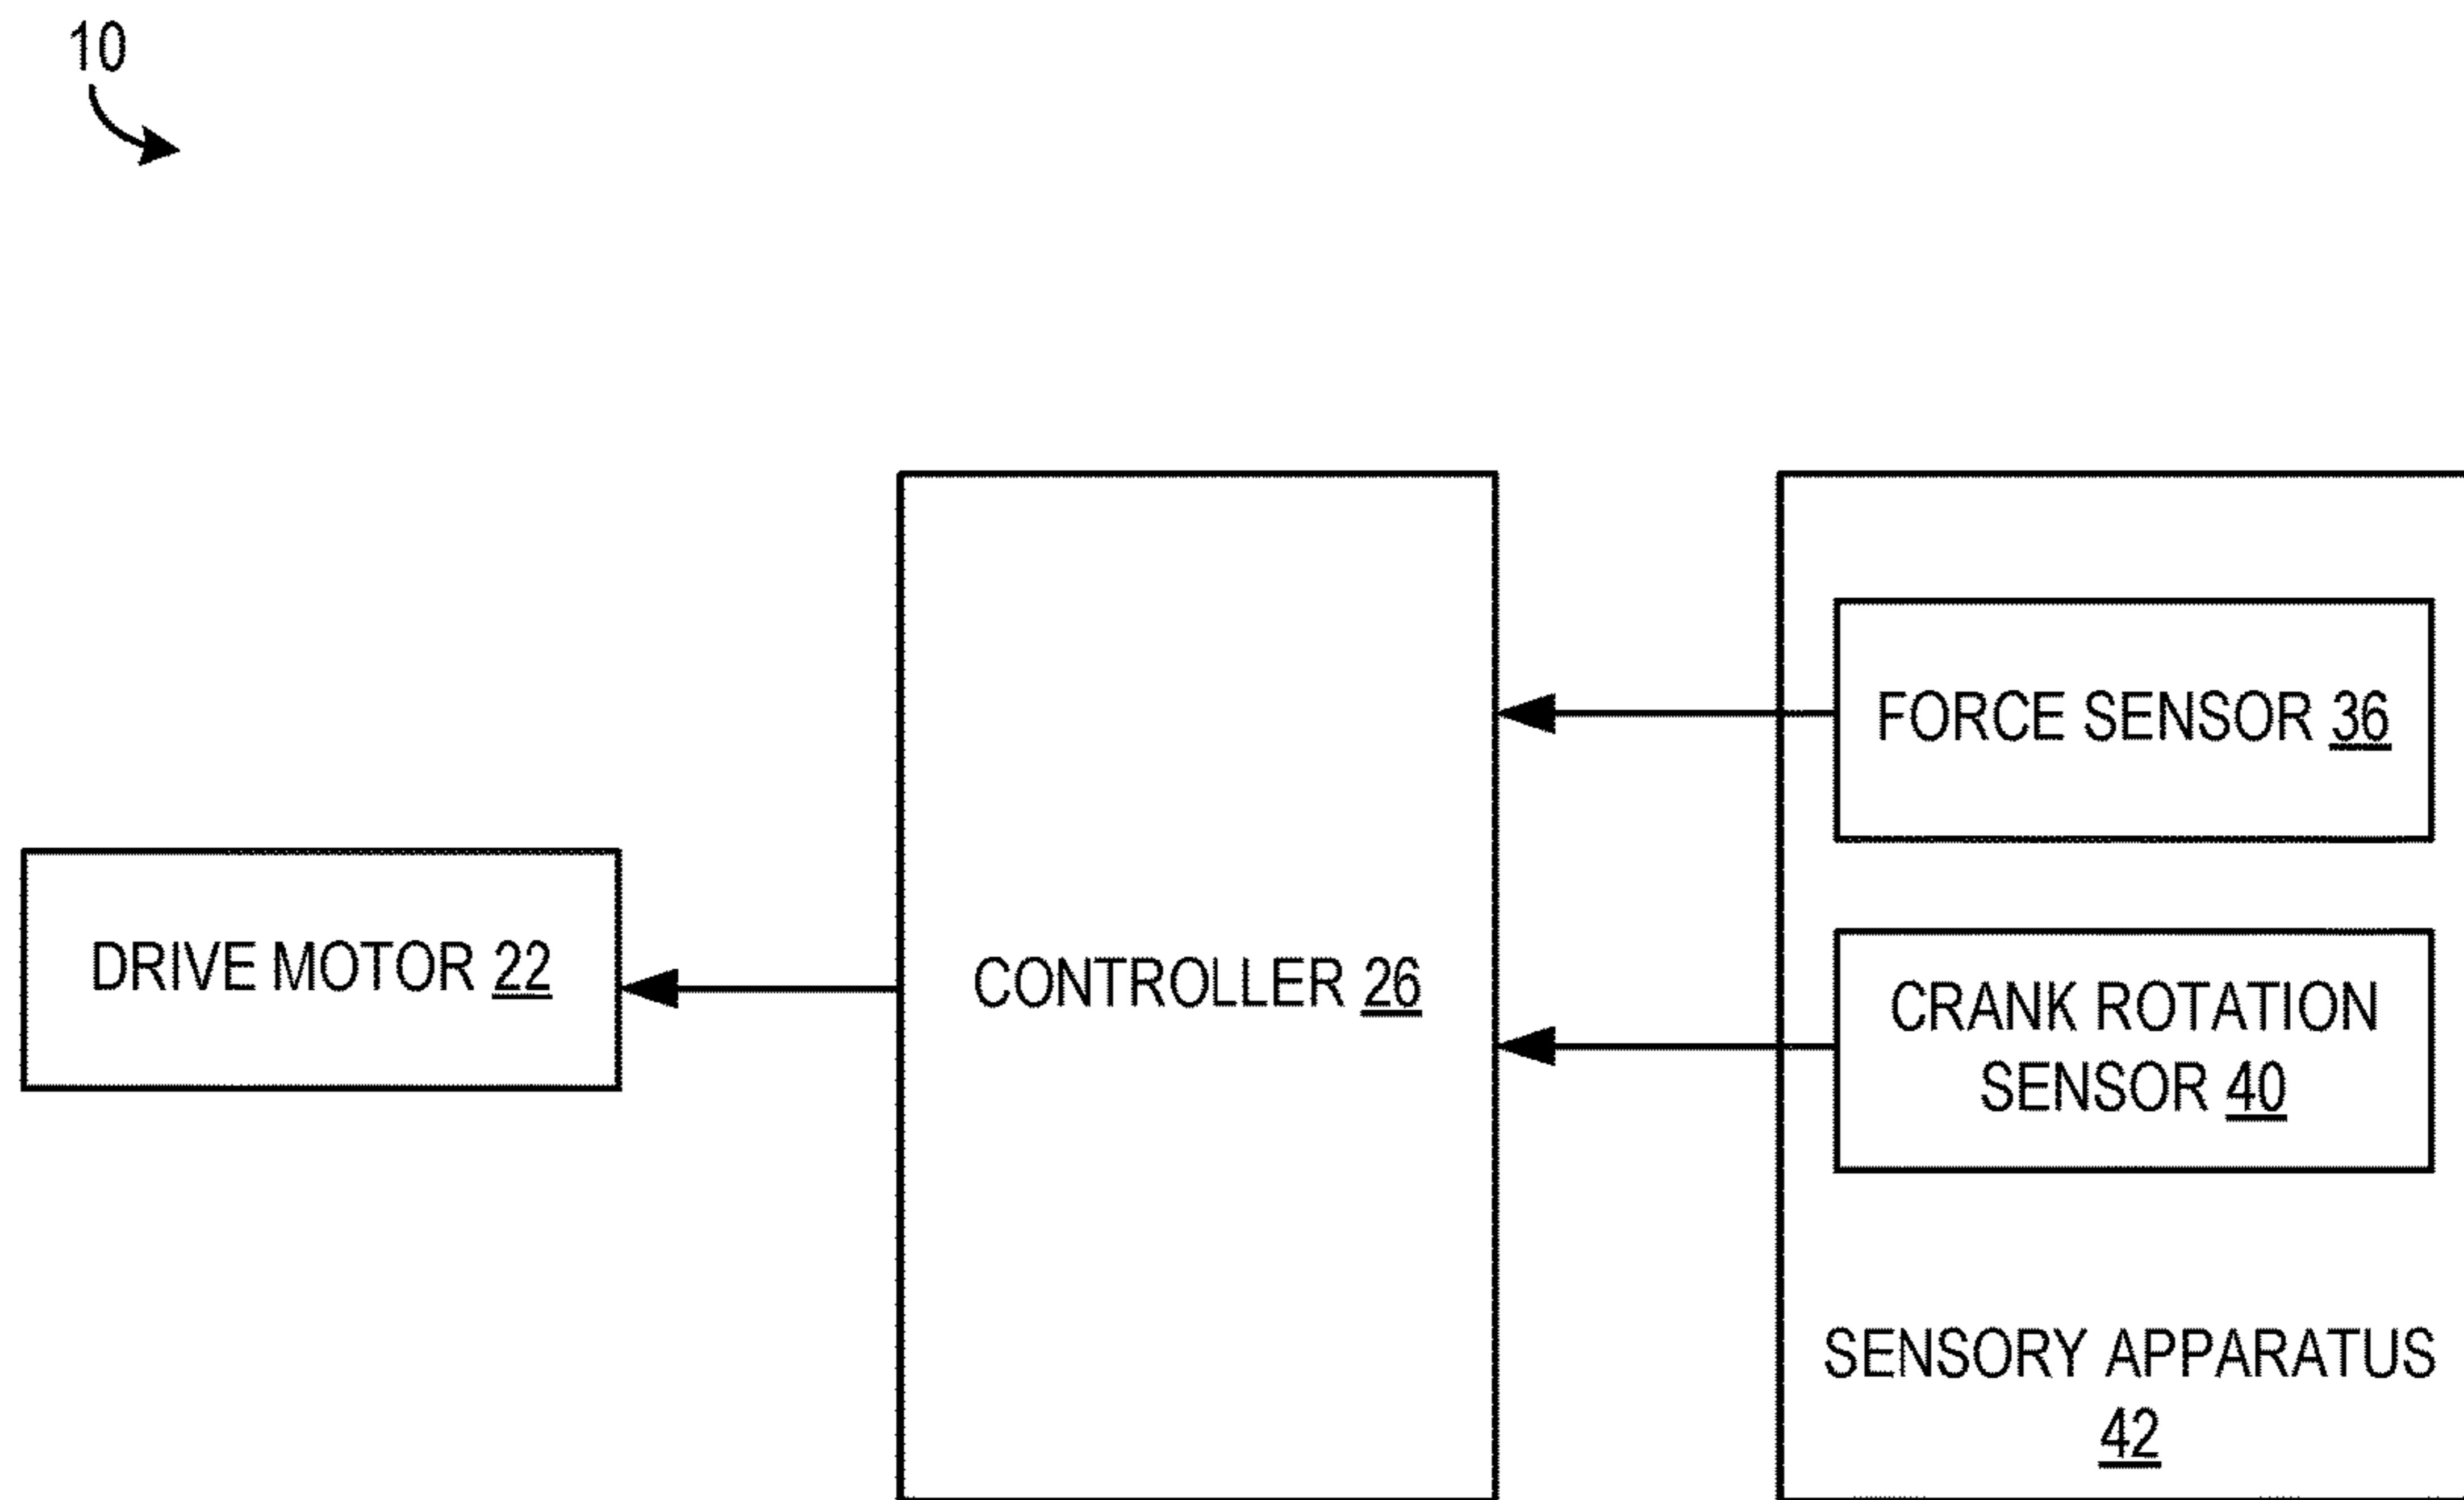 10
FORCE SENSOR 36
DRIVE MOTOR 22
CONTROLLER 26
CRANK ROTATION
SENSOR 40
SENSORY APPARATUS
42